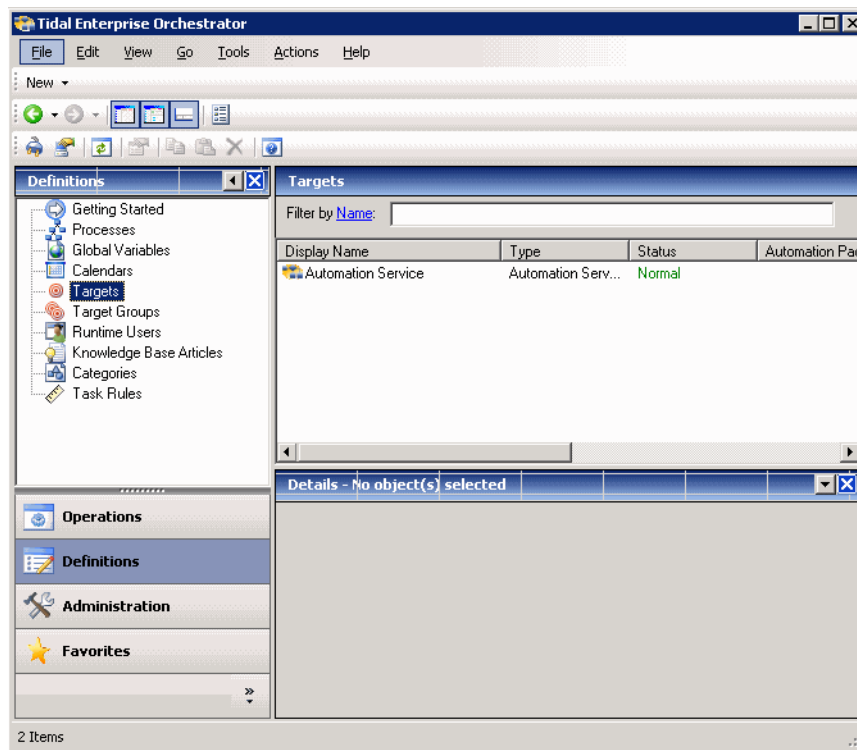 Tidal Enterprise Orchestrator
File Edit View Go Tools Actions Help
New
Definitions
Getting Started
Processes
Global Variables
Calendars
Targets
Target Groups
Runtime Users
Knowledge Base Articles
Categories
Task Rules
Operations
Definitions
Administration
Favorites
Targets
Filter by Name:
Display Name Type Status Automation Pac
Automation Service Automation Serv... Normal
Details - No object(s) selected
2 Items